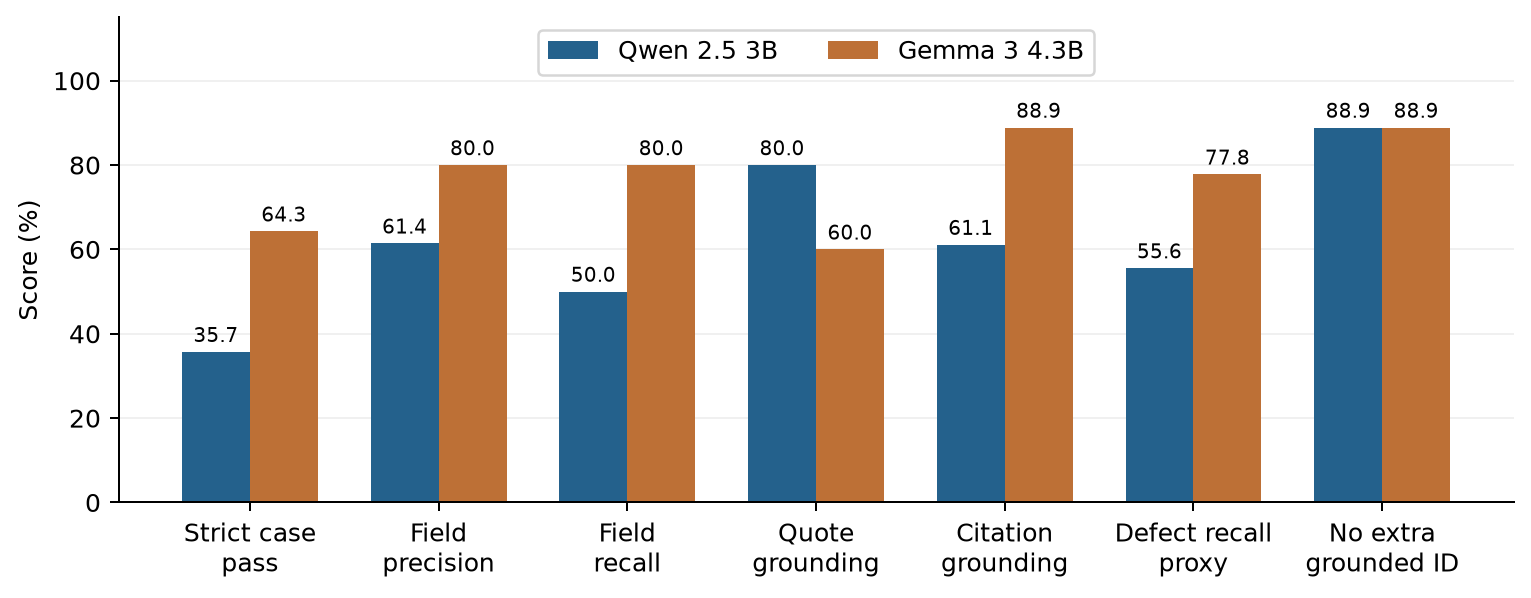 Qwen 2.5 3B Gemma 3 4.3B
Score (%)
100
80
60
40
20
0
35.7 64.3
61.4 80.0
50.0 80.0
80.0 60.0
61.1 88.9
55.6 77.8
88.9 88.9
Strict case
pass
Field
precision
Field
recall
Quote
grounding
Citation
grounding
Defect recall
proxy
No extra
grounded ID